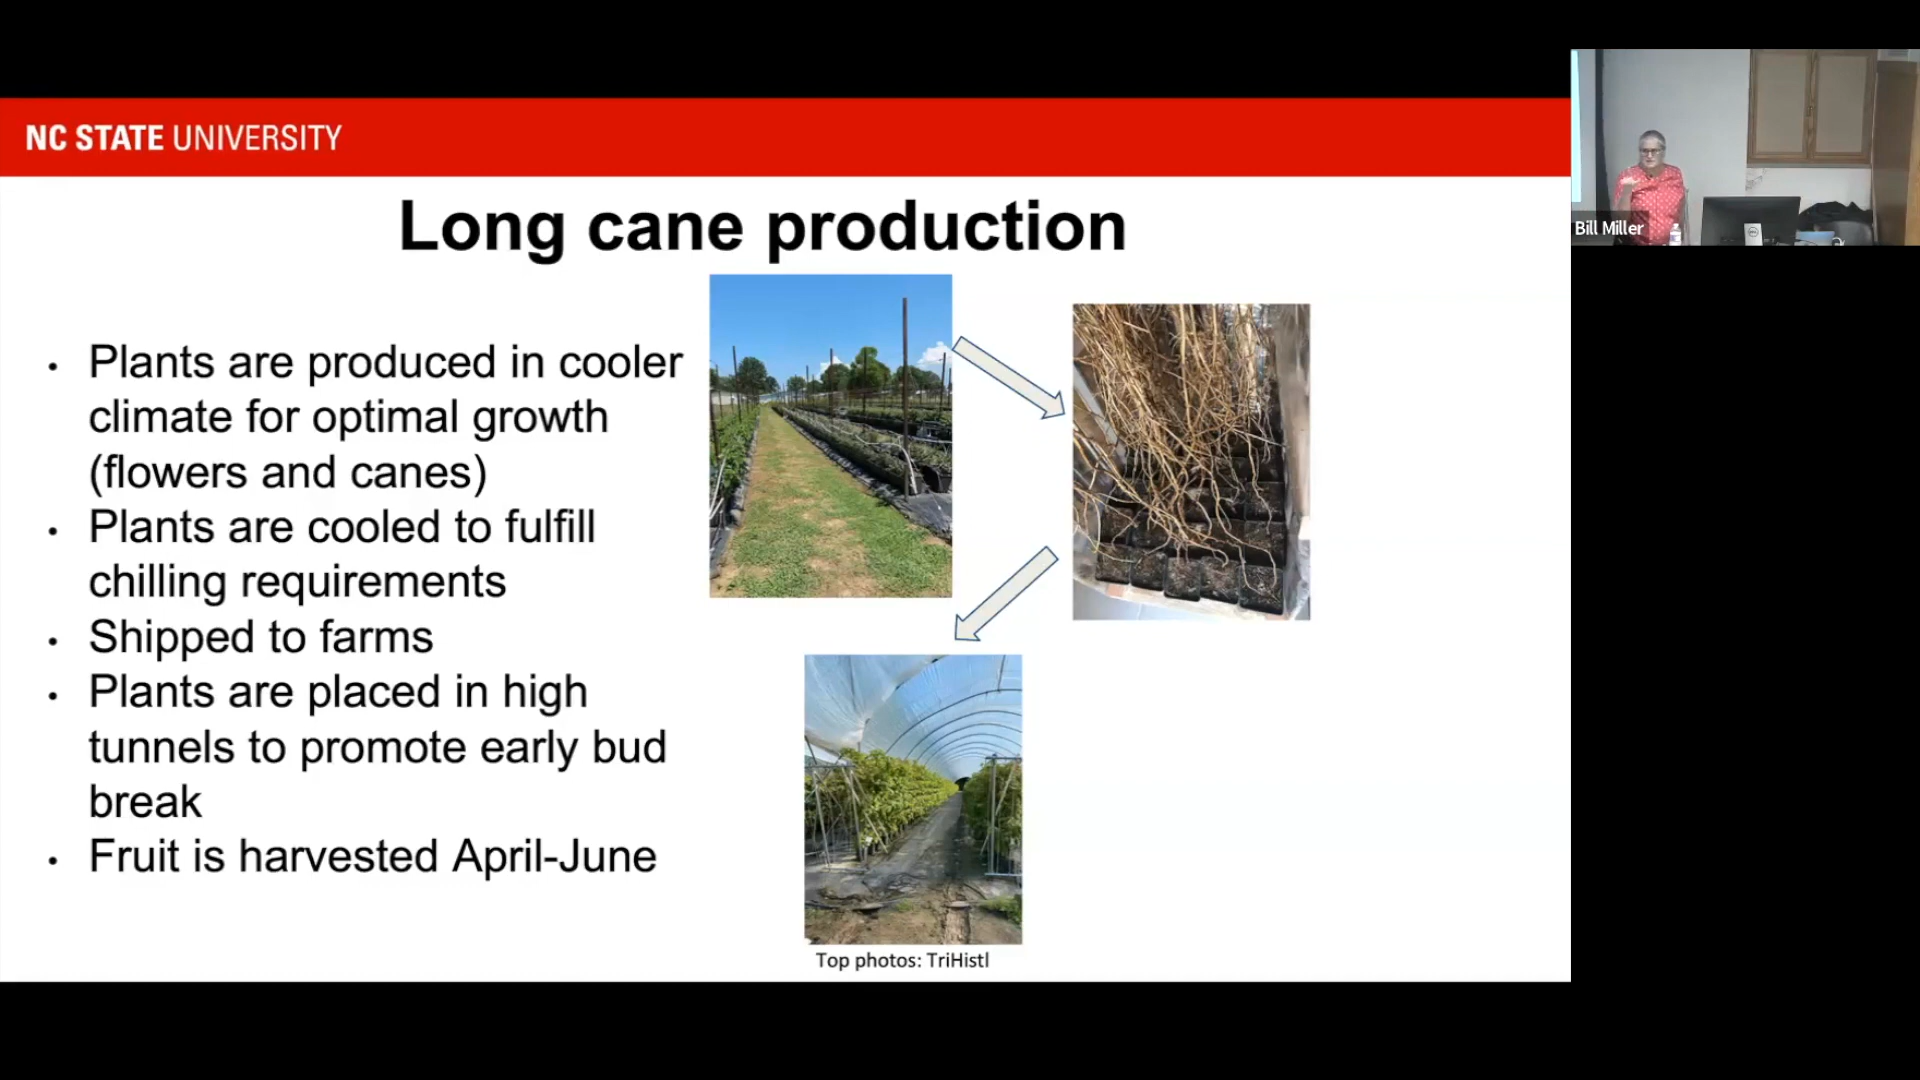 NC STATE UNIVERSITY
Long cane production
• Plants are produced in cooler
climate for optimal growth
(flowers and canes)
• Plants are cooled to fulfill
chilling requirements
• Shipped to farms
• Plants are placed in high
tunnels to promote early bud
break
• Fruit is harvested April-June
Top photos: TriHistl
Bill Miller